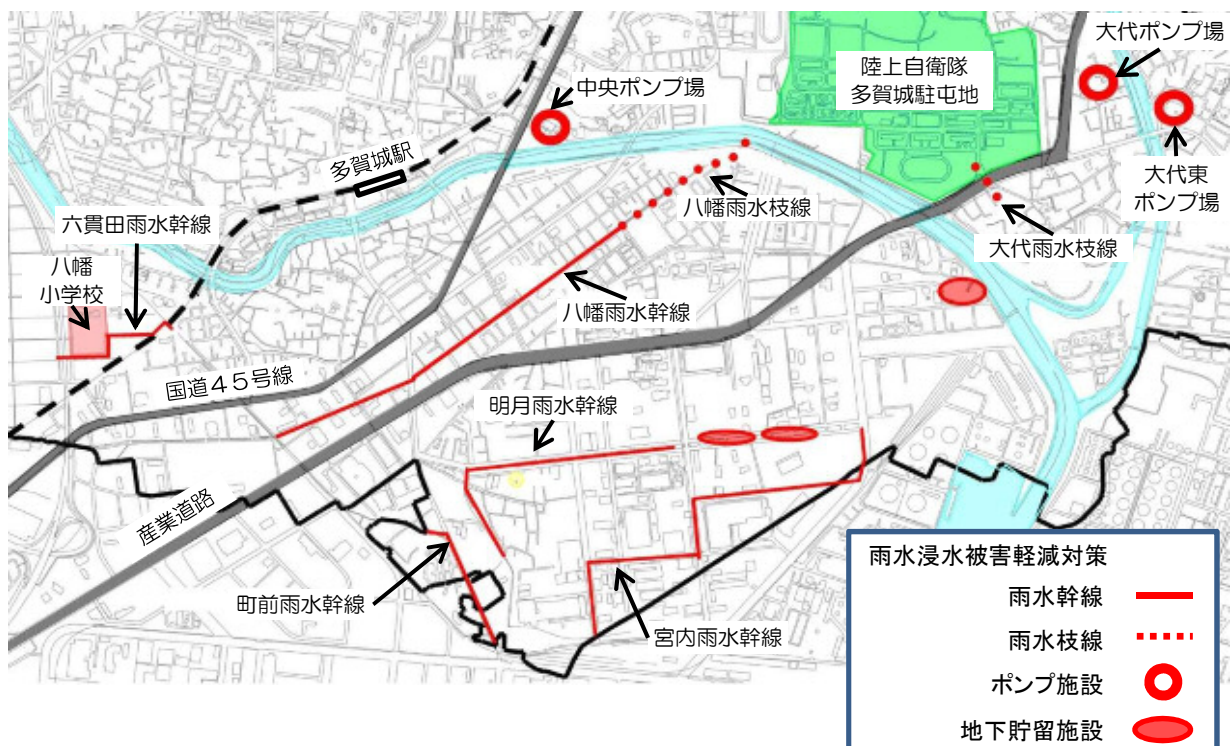 大代ポンプ場
陸上自衛隊
多賀城駐屯地
中央ポンプ場
多賀城駅
大代東
ポンプ場
八幡雨水枝線
六貫田雨水幹線
大代雨水枝線
八幡
小学校
八幡雨水幹線
国道４５号線
明月雨水幹線
産業道路
町前雨水幹線
宮内雨水幹線
雨水浸水被害軽減対策
雨水幹線
雨水枝線
ポンプ施設
地下貯留施設